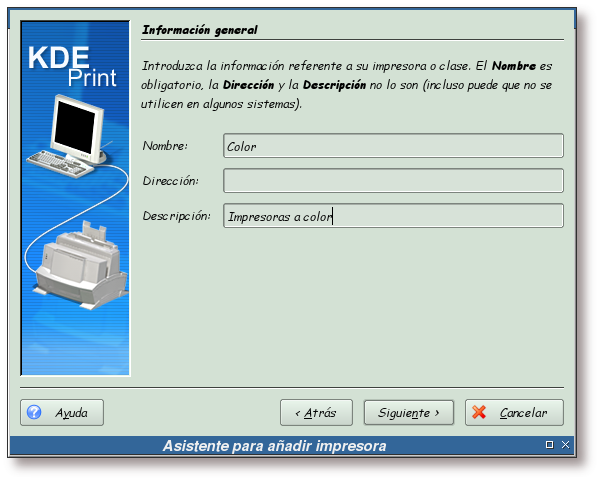 KDE
Print
Información general
Introduzca la información referente a su impresora o clase. El Nombre es
obligatorio, la Dirección y la Descripción no lo son (incluso puede que no se
utilicen en algunos sistemas).
Nombre: Color
Dirección:
Descripción: Impresoras a color
Ayuda < Atrás Siguiente > Cancelar
Asistente para añadir impresora